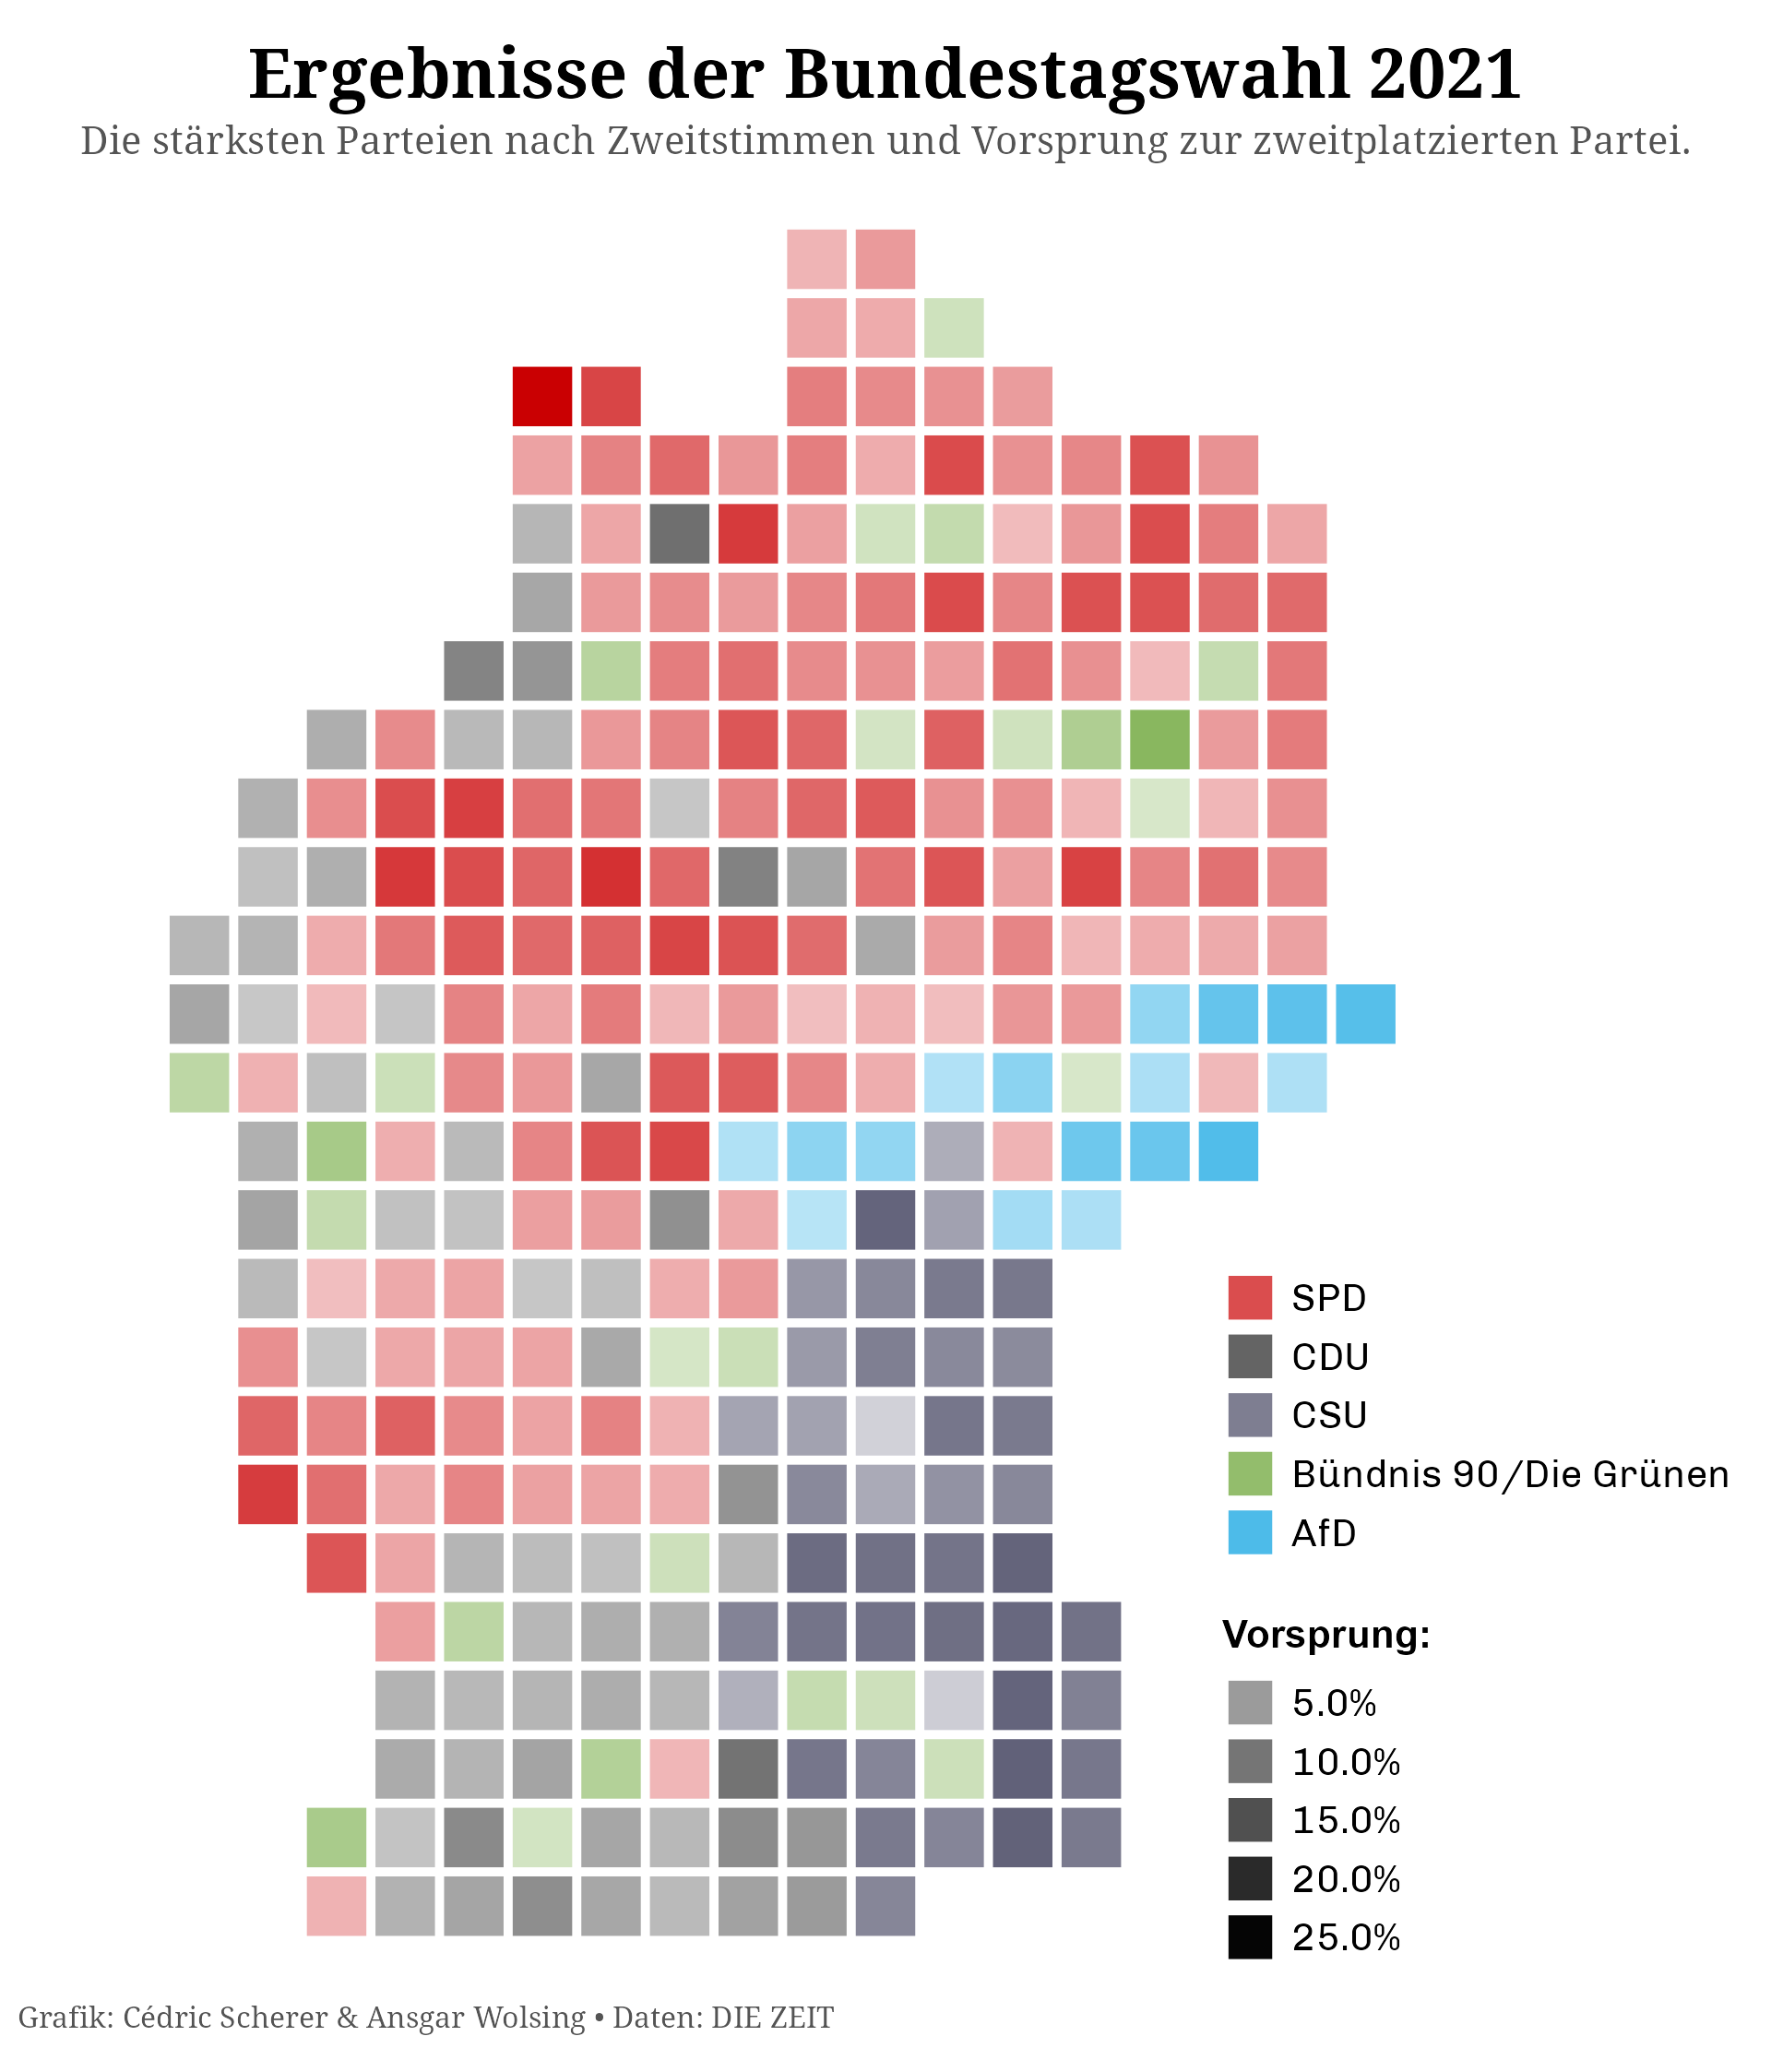 Ergebnisse der Bundestagswahl 2021
Die stärksten Parteien nach Zweitstimmen und Vorsprung zur zweitplatzierten Partei.
SPD
CDU
CSU
Bündnis 90/Die Grünen
AfD
Vorsprung:
5.0%
10.0%
15.0%
20.0%
25.0%
Grafik: Cédric Scherer & Ansgar Wolsing • Daten: DIE ZEIT